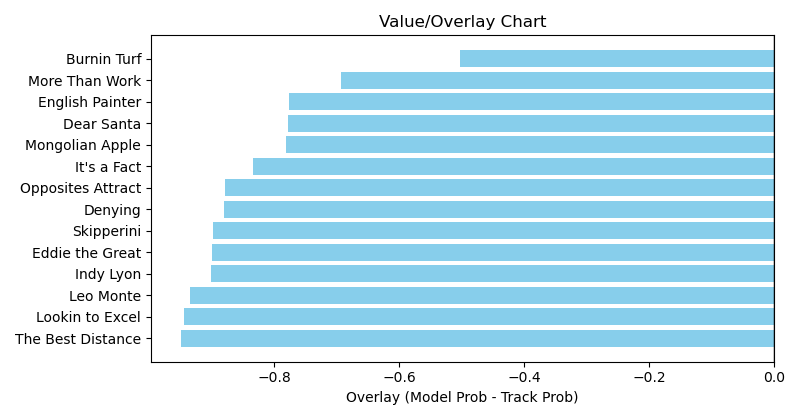 Value/Overlay Chart
Burnin Turf
More Than Work
English Painter
Dear Santa
Mongolian Apple
It's a Fact
Opposites Attract
Denying
Skipperini
Eddie the Great
Indy Lyon
Leo Monte
Lookin to Excel
The Best Distance
−0.8 −0.6 −0.4 −0.2 0.0
Overlay (Model Prob - Track Prob)